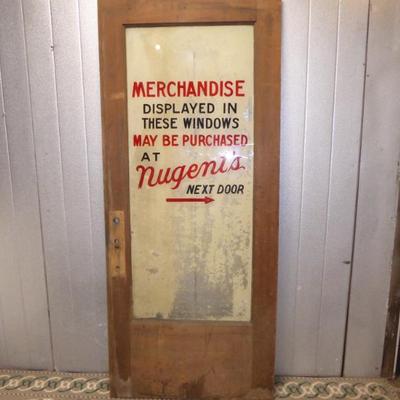 MERCHANDISE
DISPLAYED IN
THESE WINDOWS
MAY BE PURCHASED
AT
Nugent's
NEXT DOOR